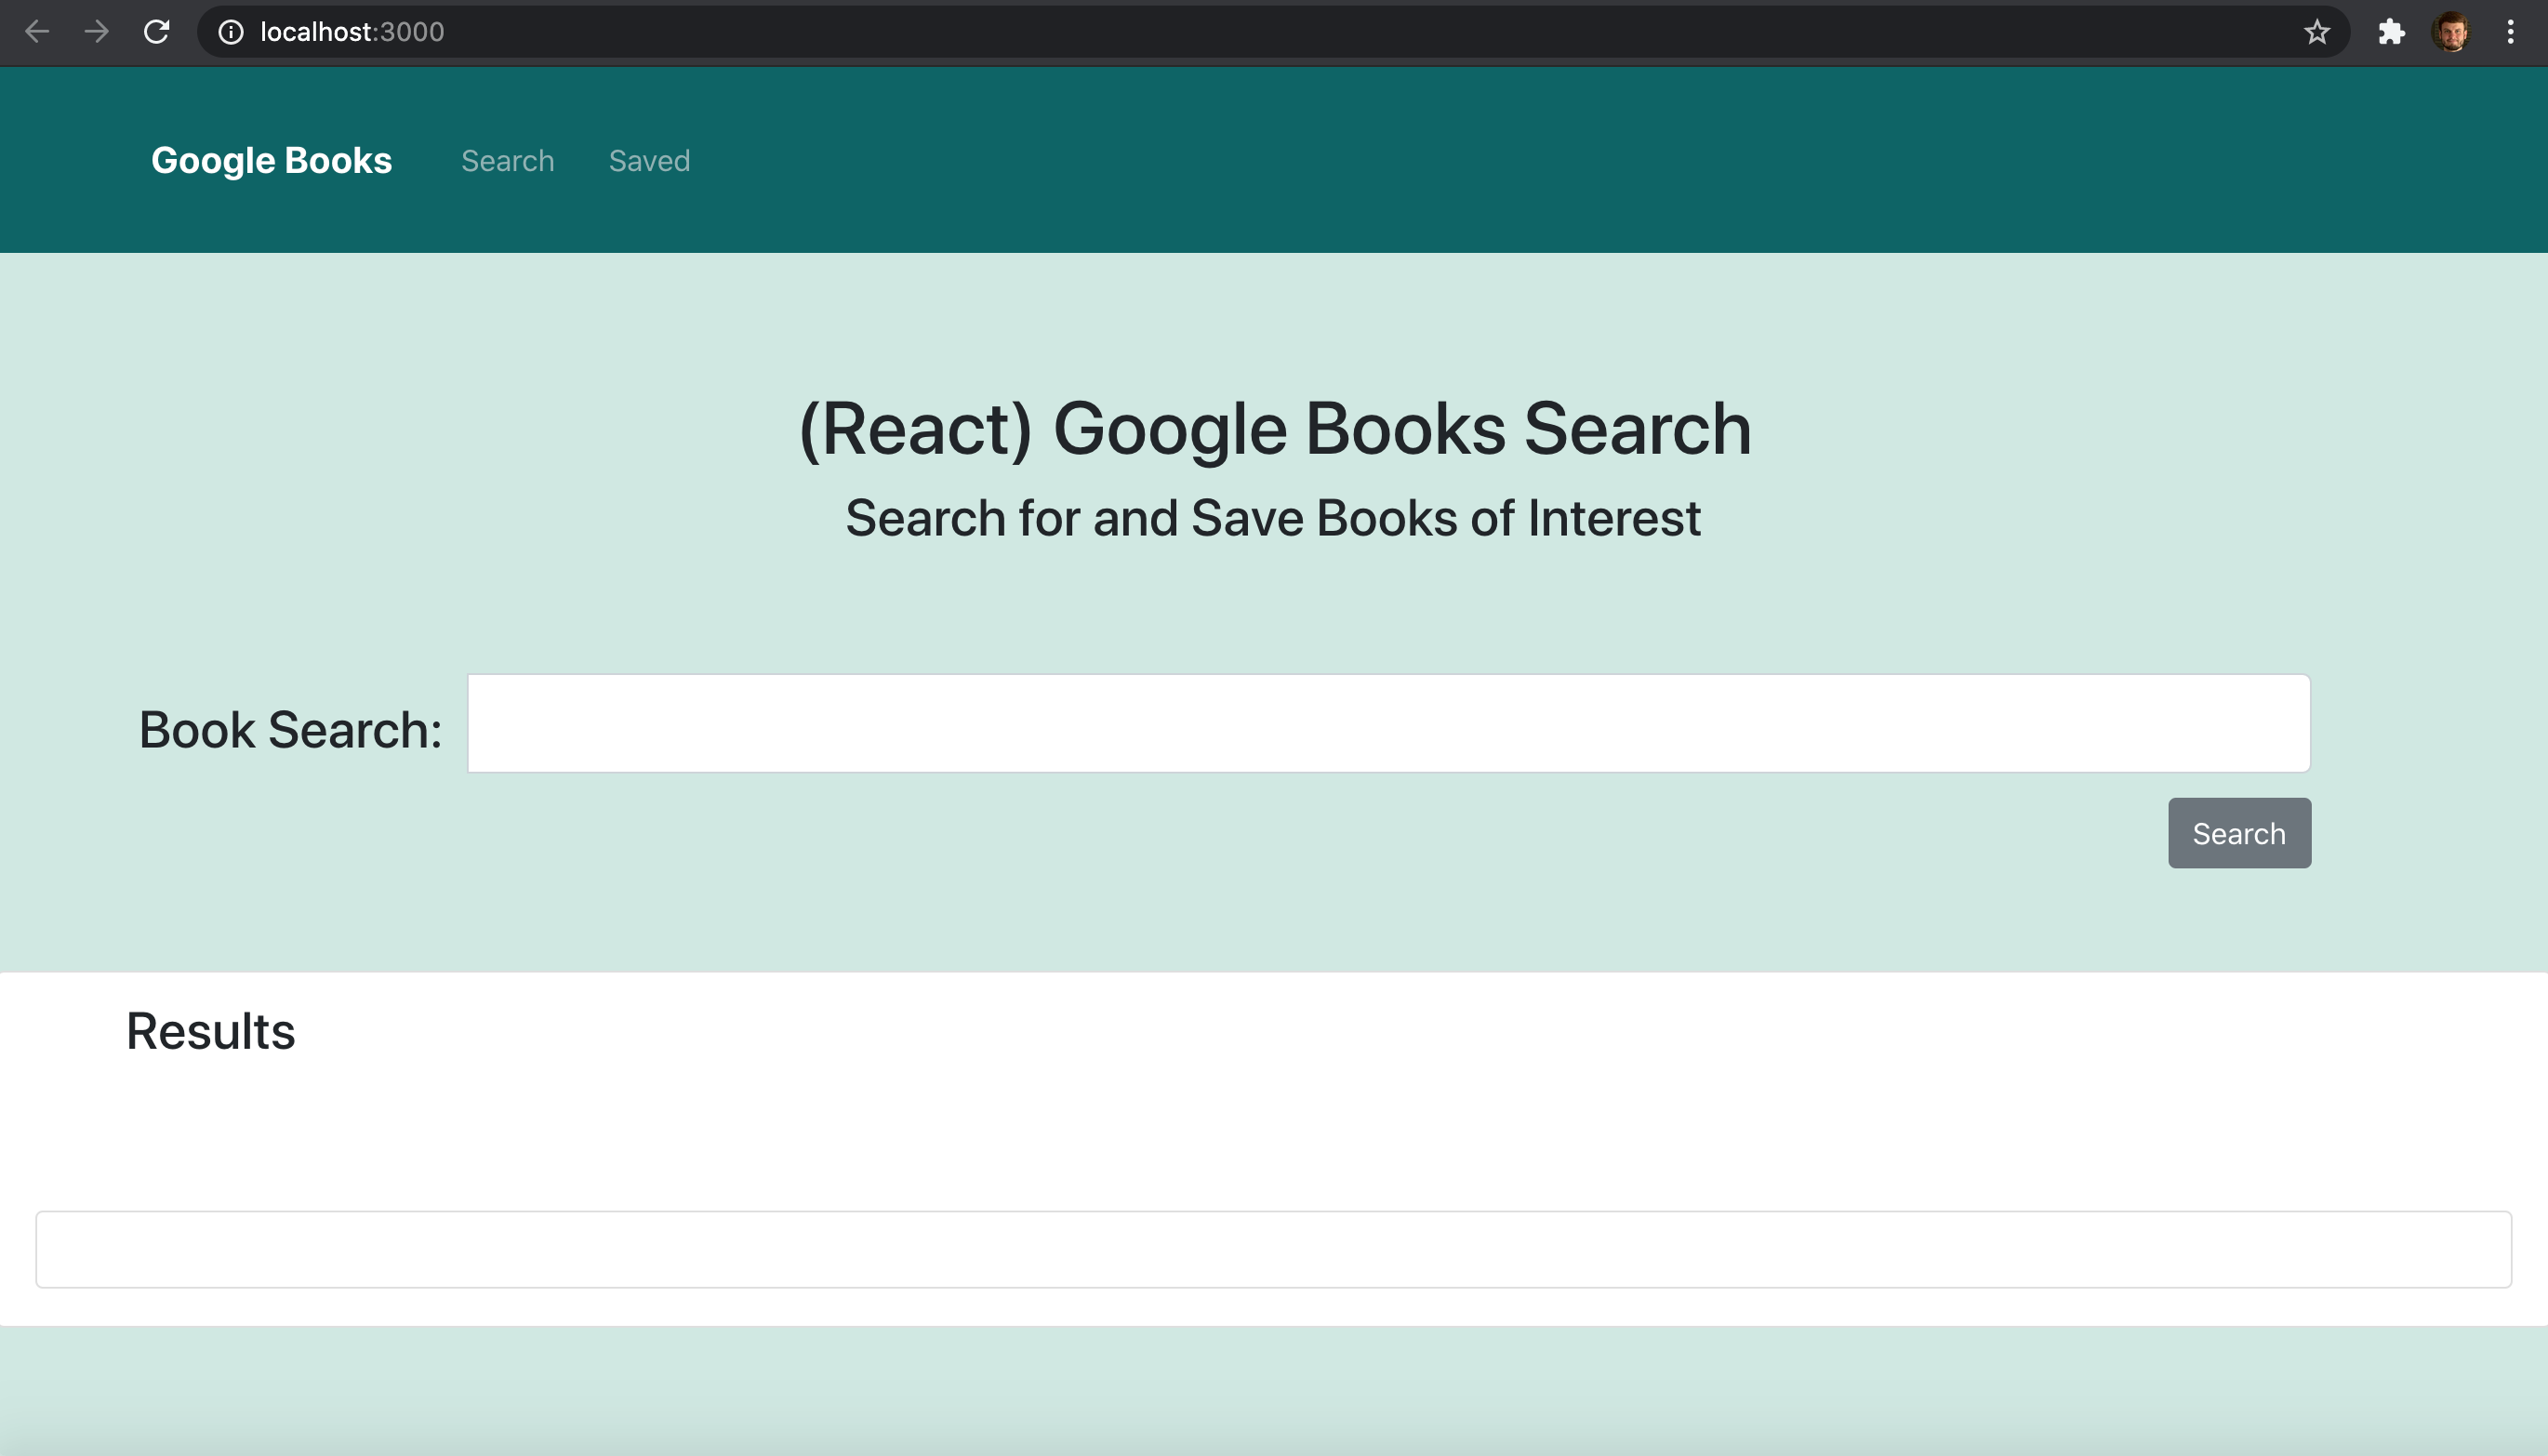 localhost:3000
Google Books Search Saved
(React) Google Books Search
Search for and Save Books of Interest
Book Search:
Search
Results